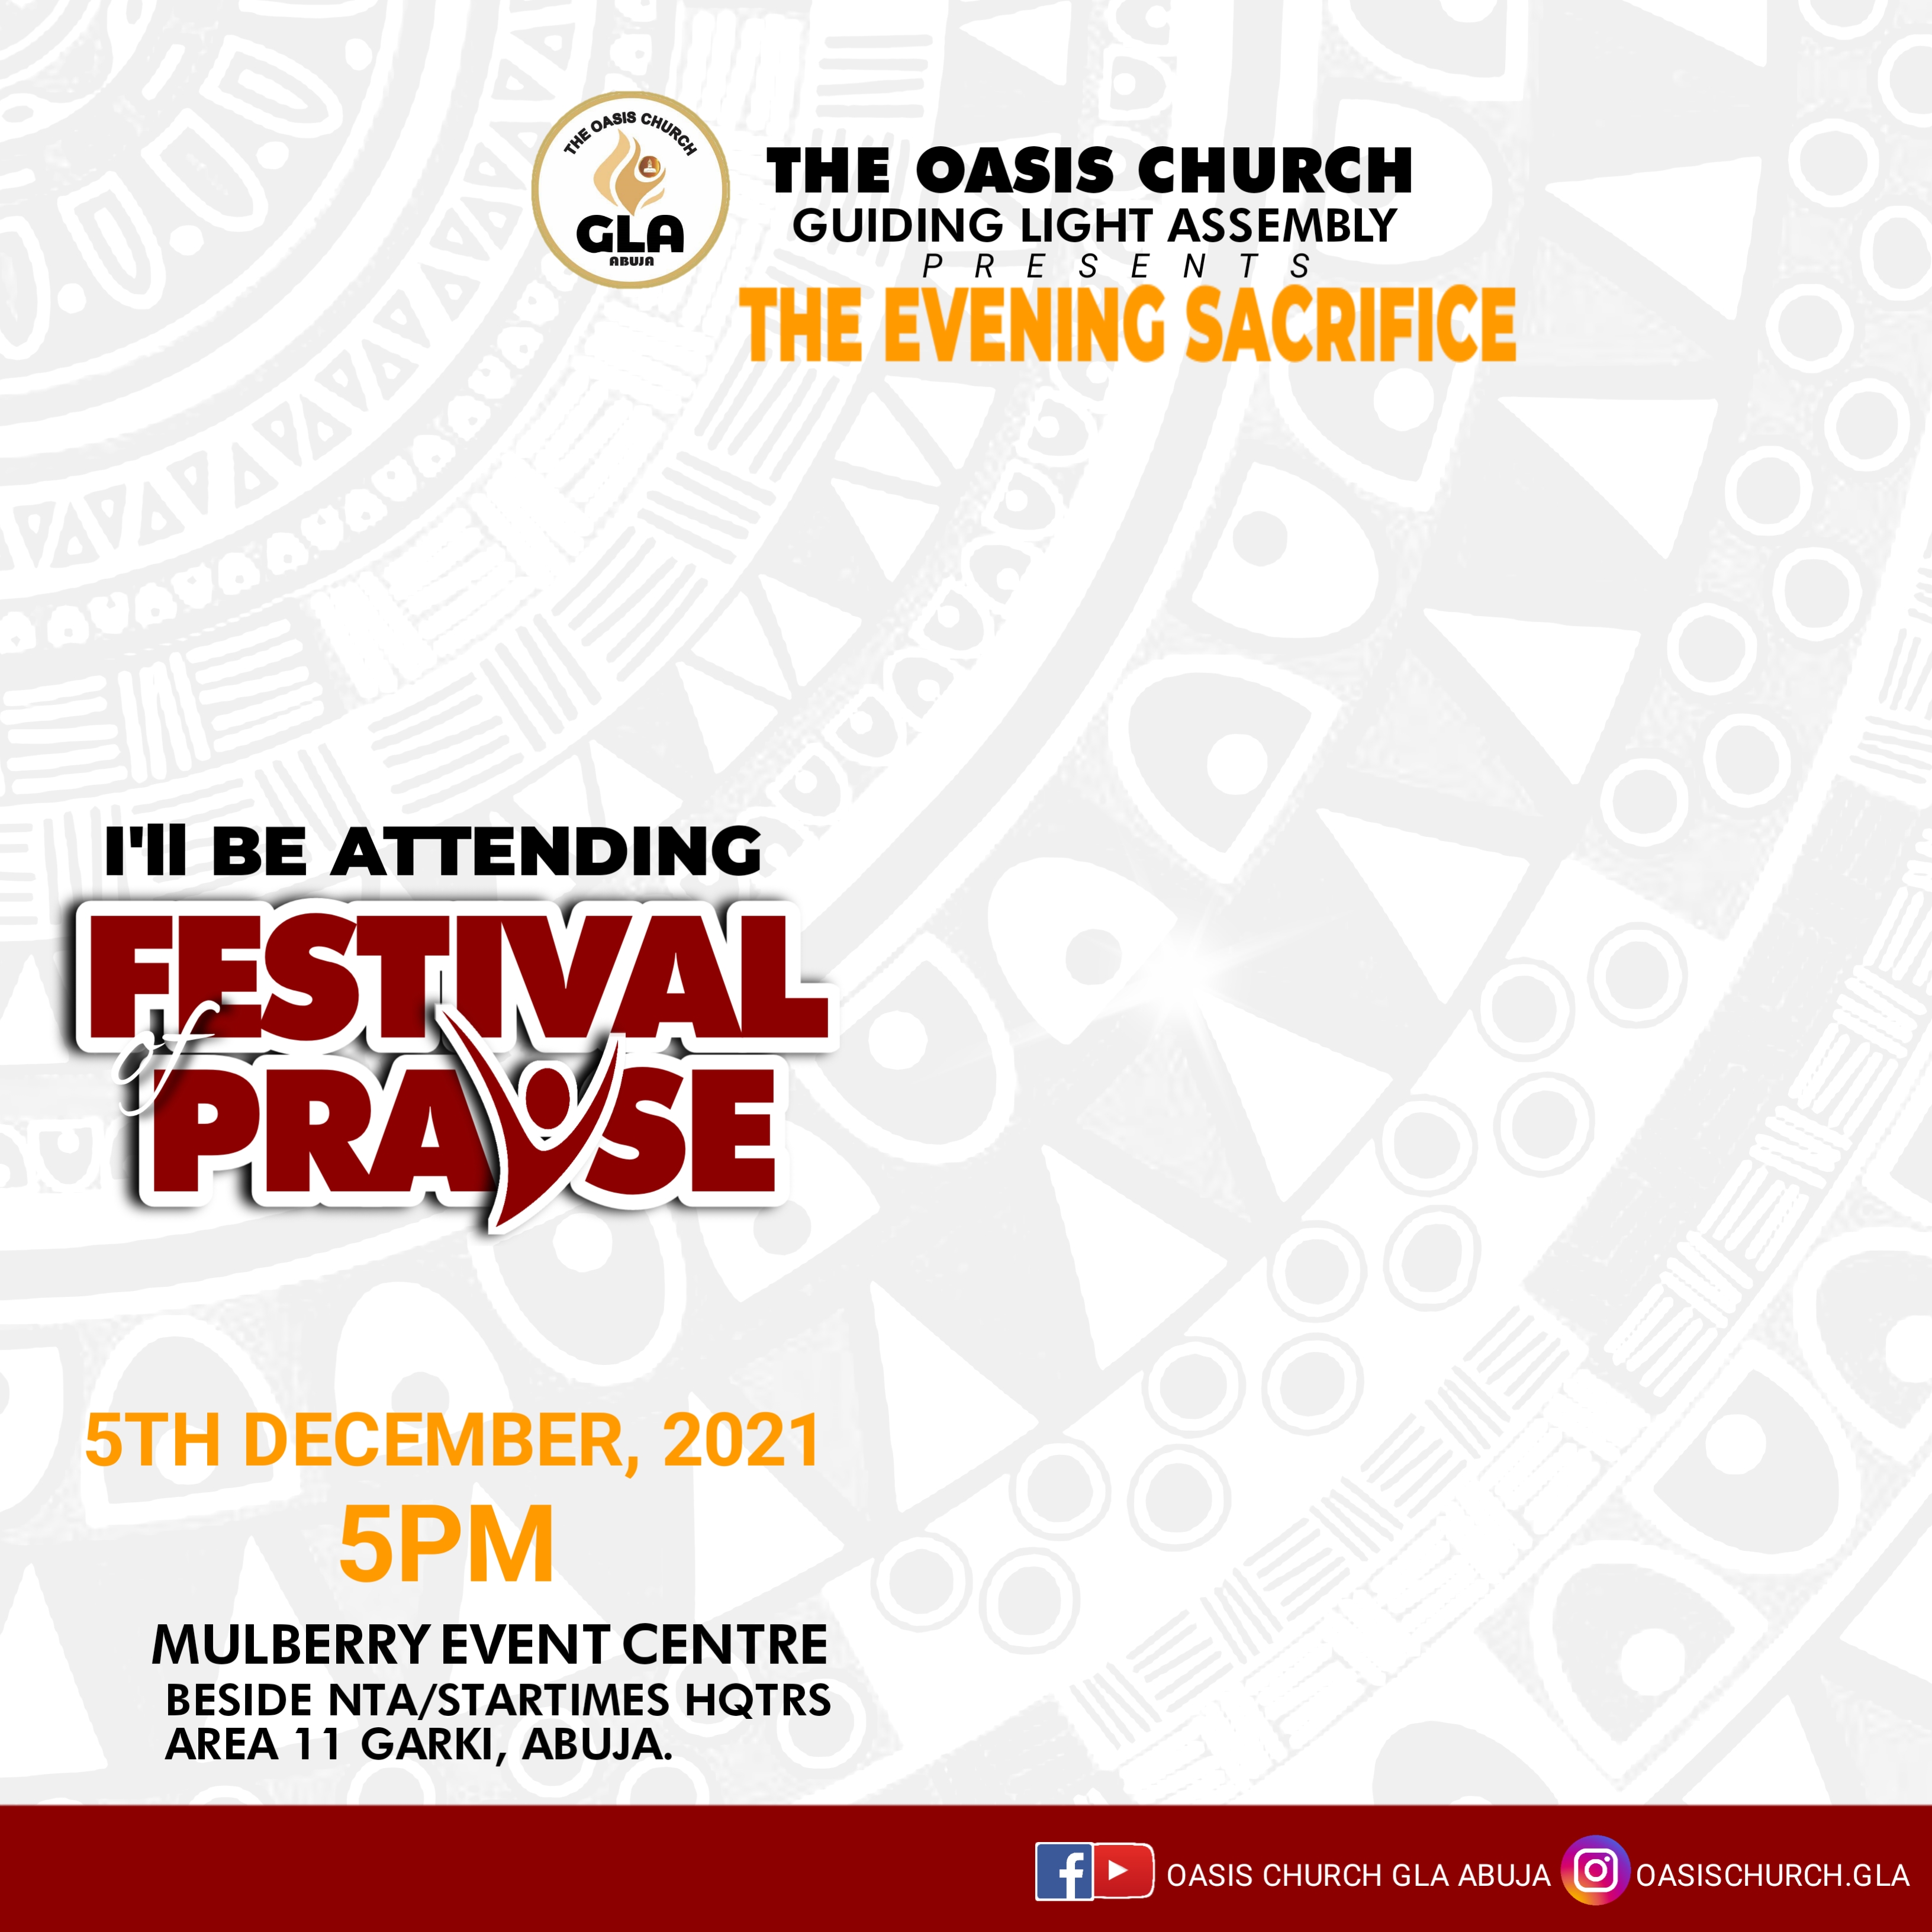 THE OASIS CHURCH
GLA
ABUJA
THE OASIS CHURCH
GUIDING LIGHT ASSEMBLY
PRESENTS
THE EVENING SACRIFICE
I'll BE ATTENDING
FESTIVAL
of
PRAISE
5TH DECEMBER, 2021
5PM
MULBERRY EVENT CENTRE
BESIDE NTA/STARTIMES HQTRS
AREA 11 GARKI, ABUJA.
OASIS CHURCH GLA ABUJA OASISCHURCH.GLA